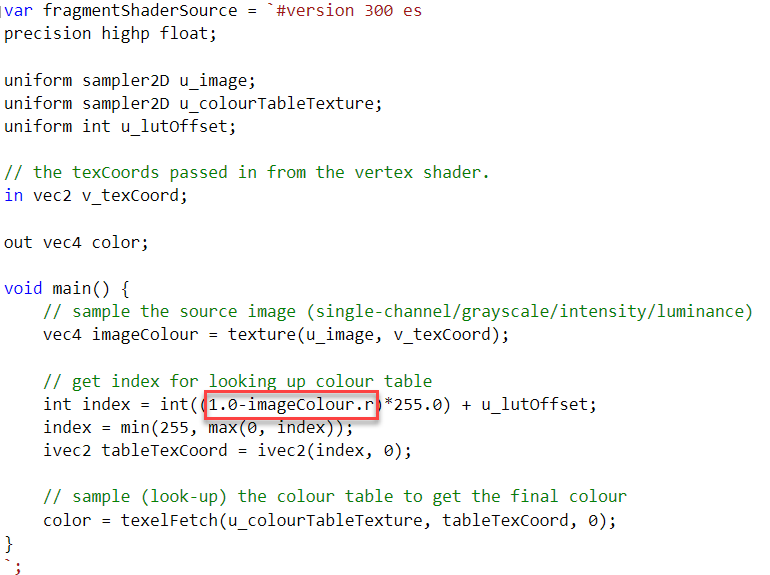 var fragmentShaderSource = `#version 300 es
precision highp float;
uniform sampler2D u_image;
uniform sampler2D u_colourTableTexture;
uniform int u_lutOffset;
// the texCoords passed in from the vertex shader.
in vec2 v_texCoord;
out vec4 color;
void main() {
    // sample the source image (single-channel/grayscale/intensity/luminance)
    vec4 imageColour = texture(u_image, v_texCoord);
    // get index for looking up colour table
    int index = int((1.0-imageColour.r)*255.0) + u_lutOffset;
    index = min(255, max(0, index));
    ivec2 tableTexCoord = ivec2(index, 0);
    // sample (look-up) the colour table to get the final colour
    color = texelFetch(u_colourTableTexture, tableTexCoord, 0);
}
`;